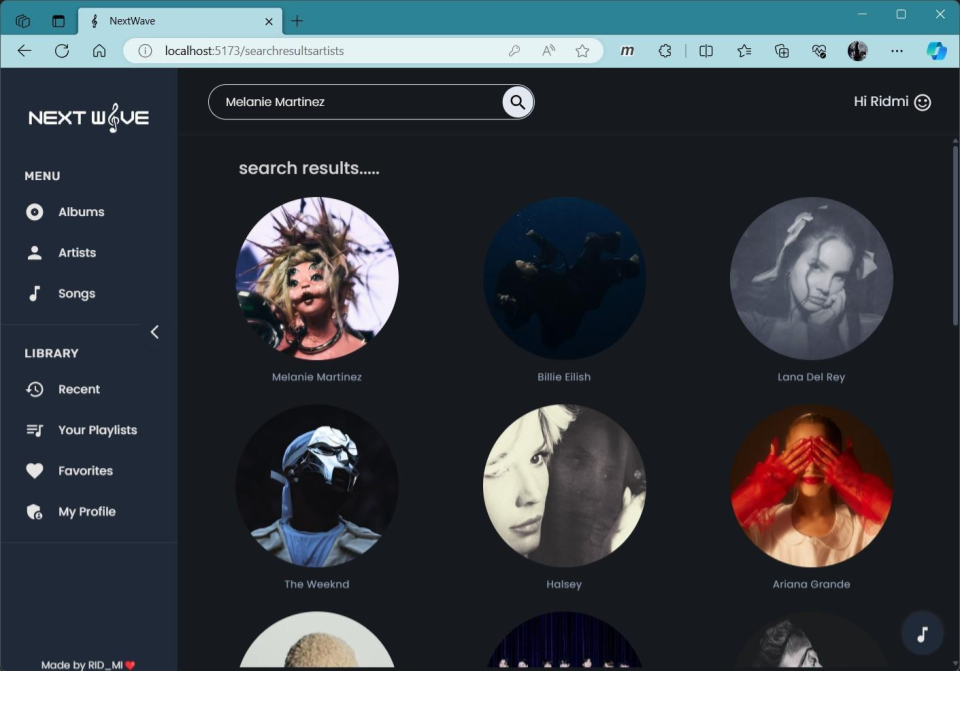 NextWave
localhost:5173/searchresultsartists
NEXT WAVE
Melanie Martinez
Hi Ridmi
MENU
Albums
Artists
Songs
LIBRARY
Recent
Your Playlists
Favorites
My Profile
Made by RID_MI❤️
search results.....
Melanie Martinez
Billie Eilish
Lana Del Rey
The Weeknd
Halsey
Ariana Grande